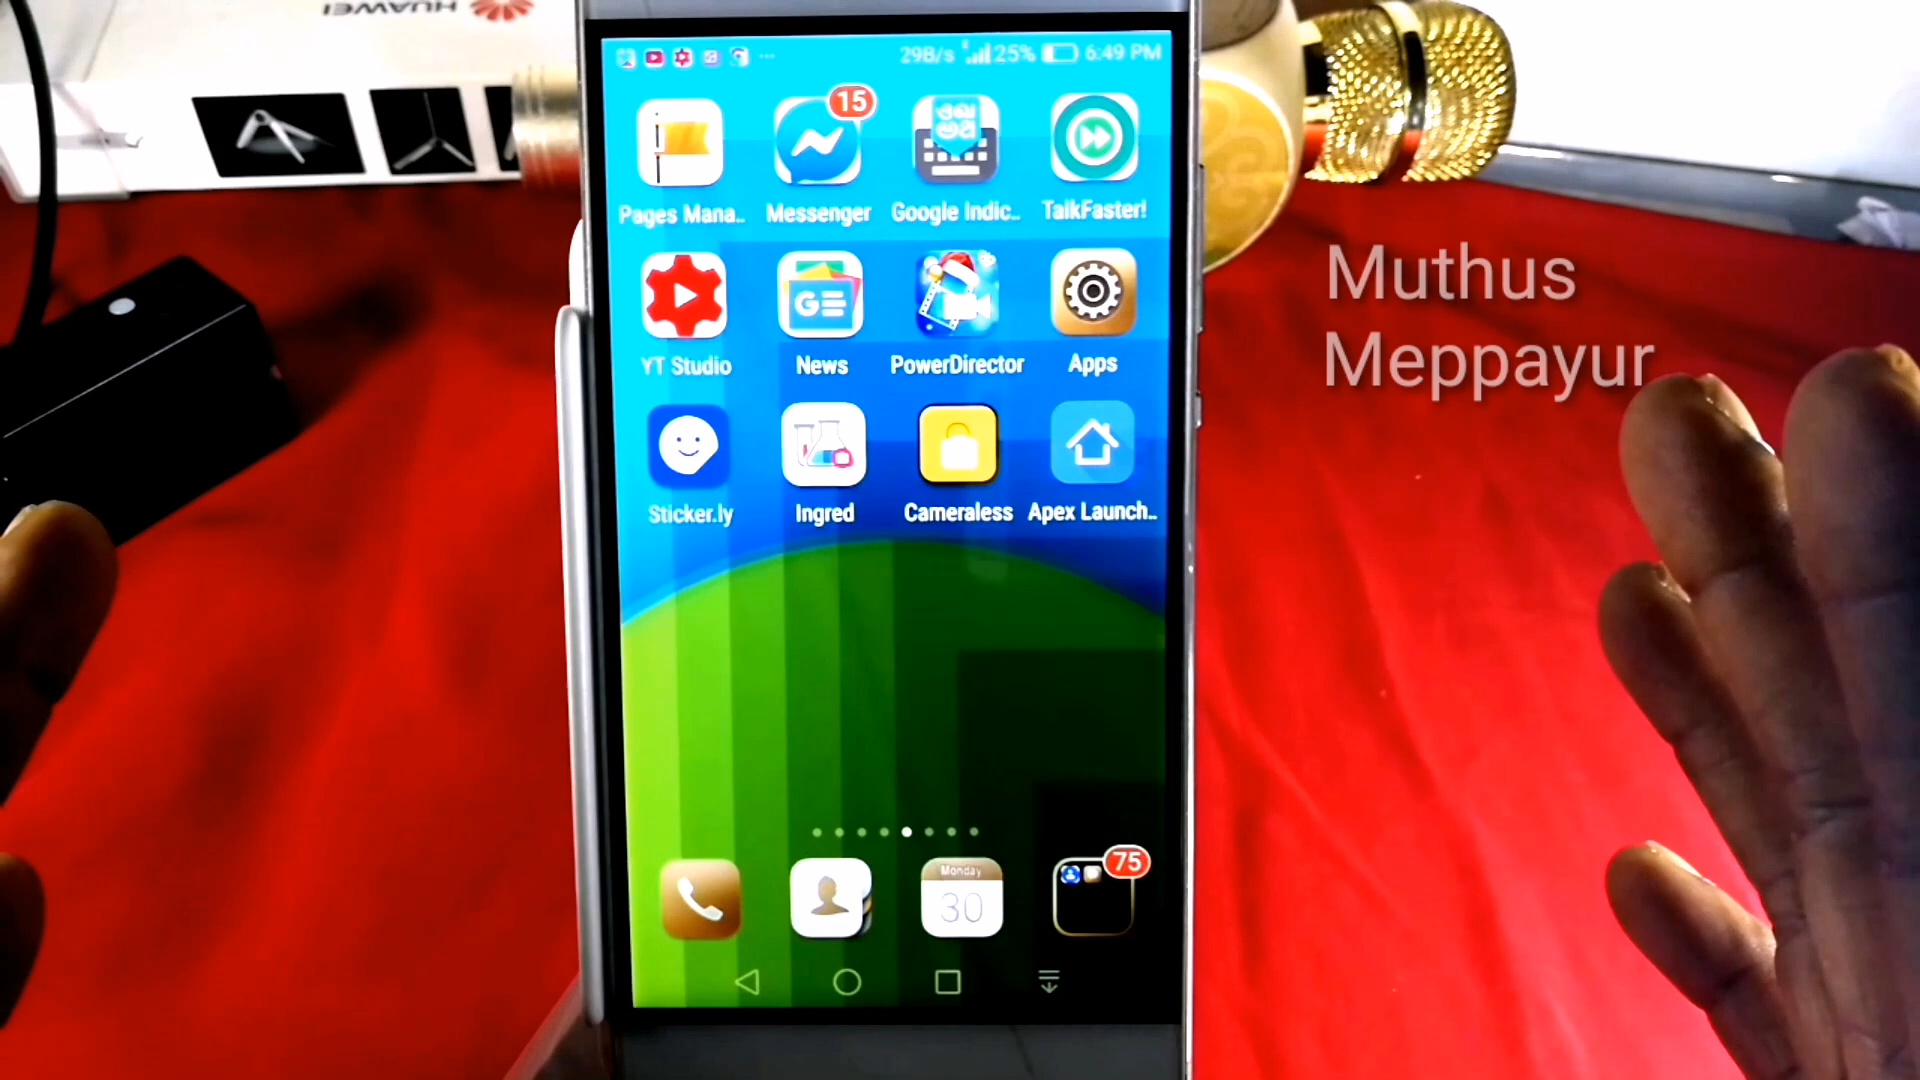 HUAWEI
29B/s 25% 6:49 PM
15
Pages Mana.. Messenger Google Indic.. TalkFaster!
GE
YT Studio News PowerDirector Apps
Sticker.ly Ingred Cameraless Apex Launch..
Muthus
Meppayur
Monday
30
75